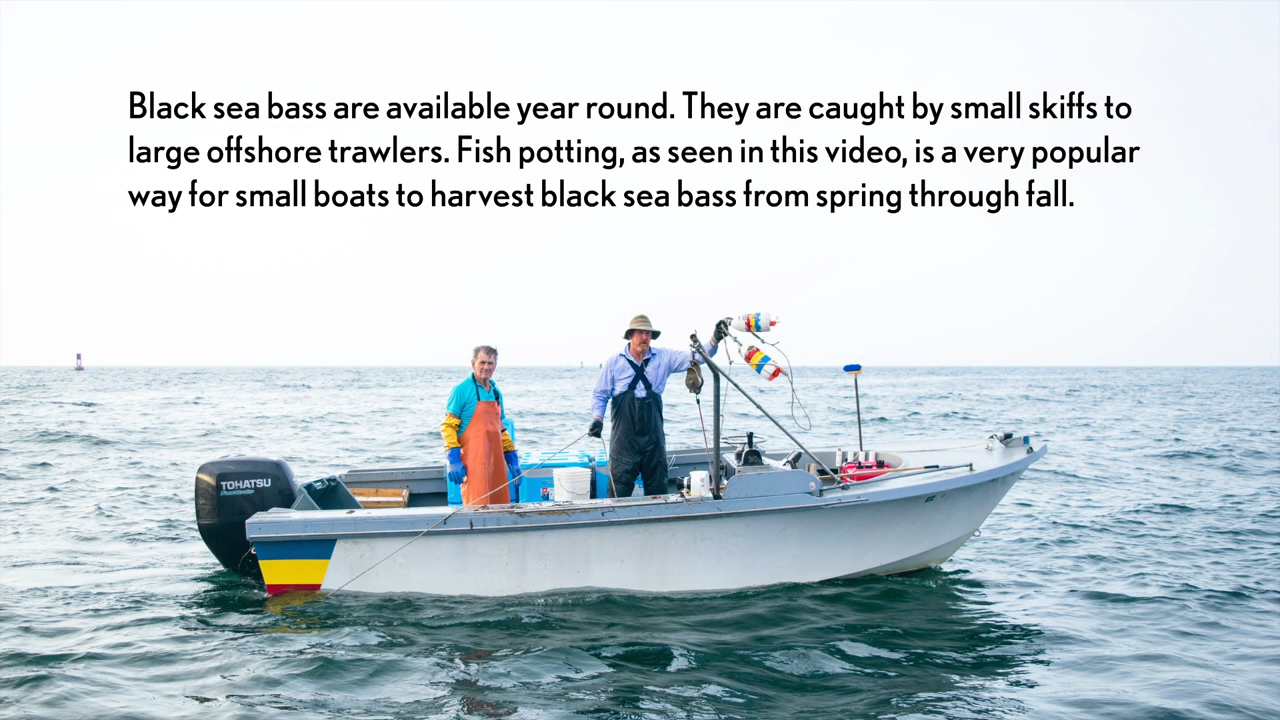 Black sea bass are available year round. They are caught by small skiffs to
large offshore trawlers. Fish potting, as seen in this video, is a very popular
way for small boats to harvest black sea bass from spring through fall.
TOHATSU